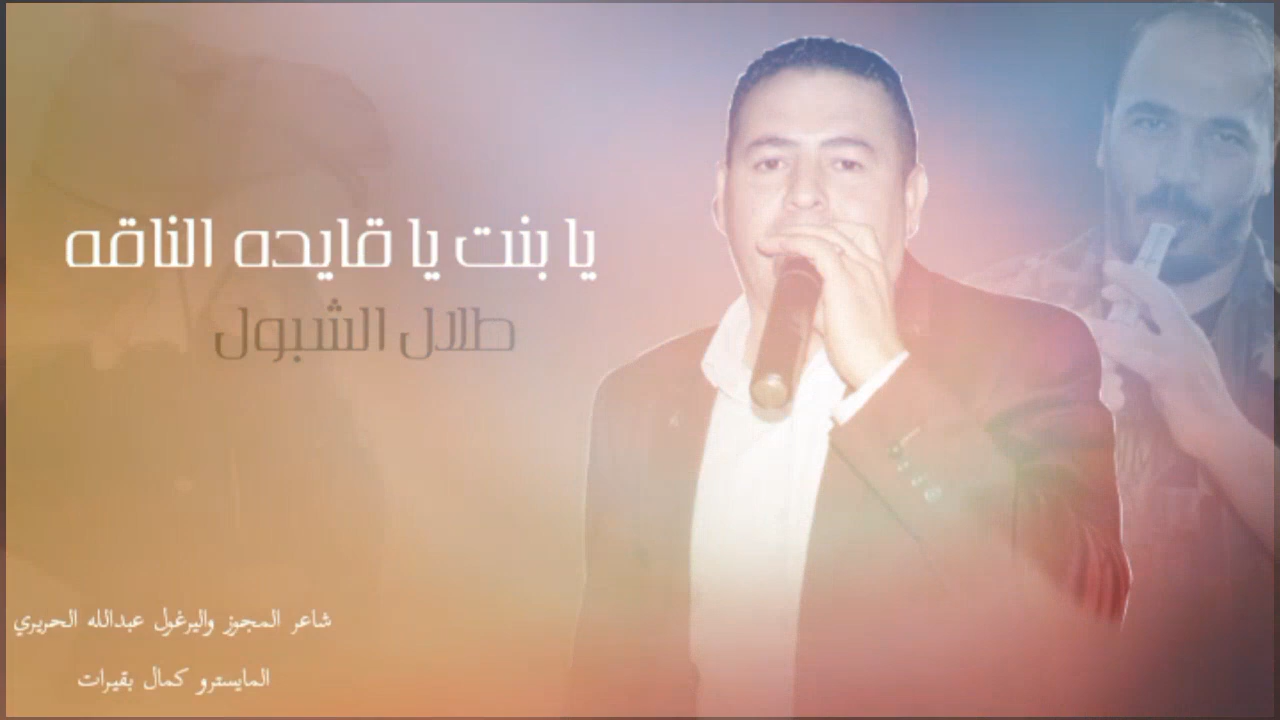 يا بنت يا قايده الناقه
طلال الشبول
شاعر المجوز واليرغول عبدالله الحريري
المايسترو كمال بقيرات